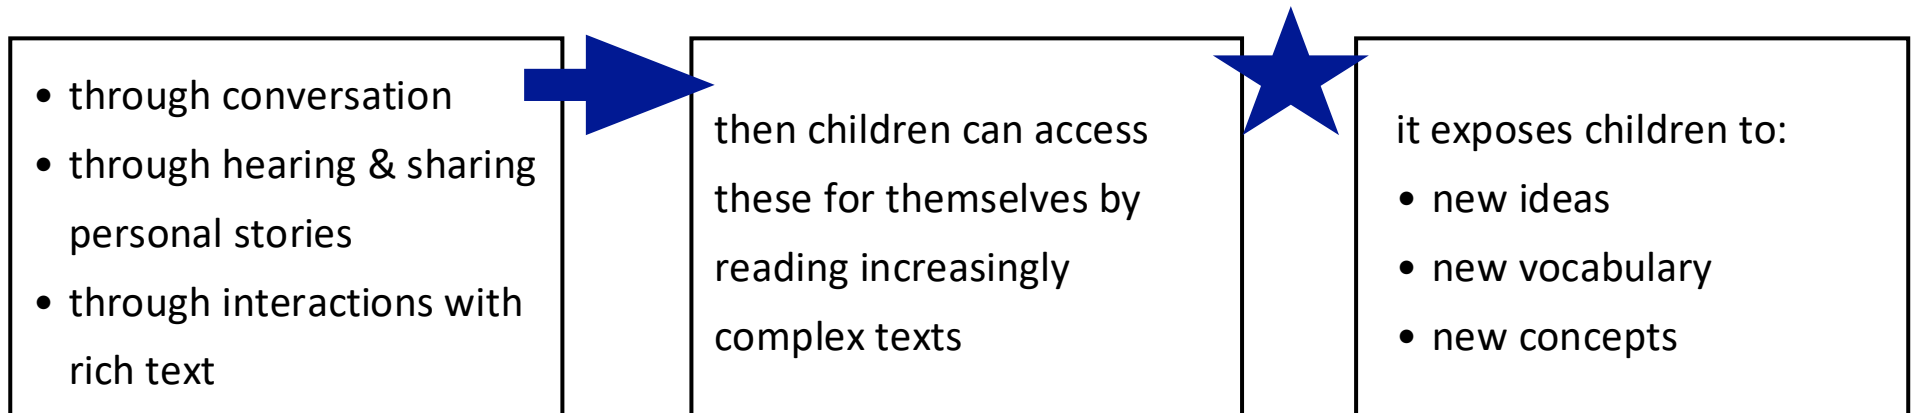 • through conversation
• through hearing & sharing
personal stories
• through interactions with
rich text
then children can access
these for themselves by
reading increasingly
complex texts
it exposes children to:
• new ideas
• new vocabulary
• new concepts